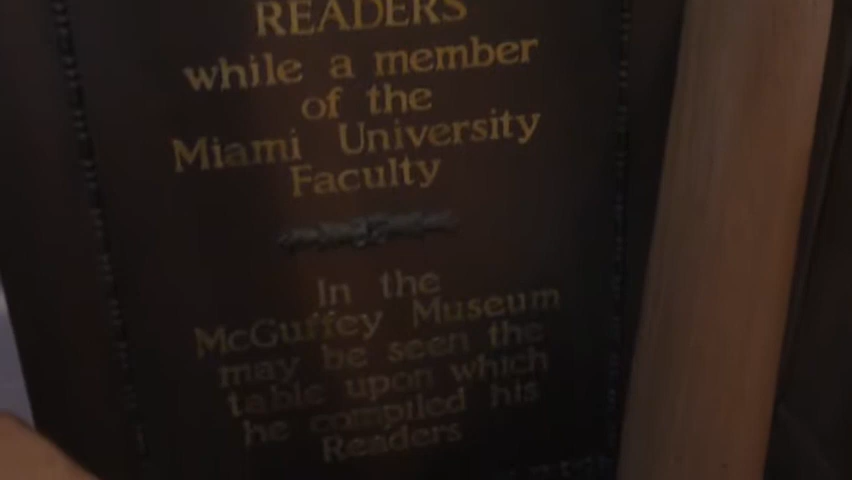 READERS
while a member
of the
Miami University
Faculty
In the
McGuffey Museum
may be seen the
table upon which
he compiled his
Readers